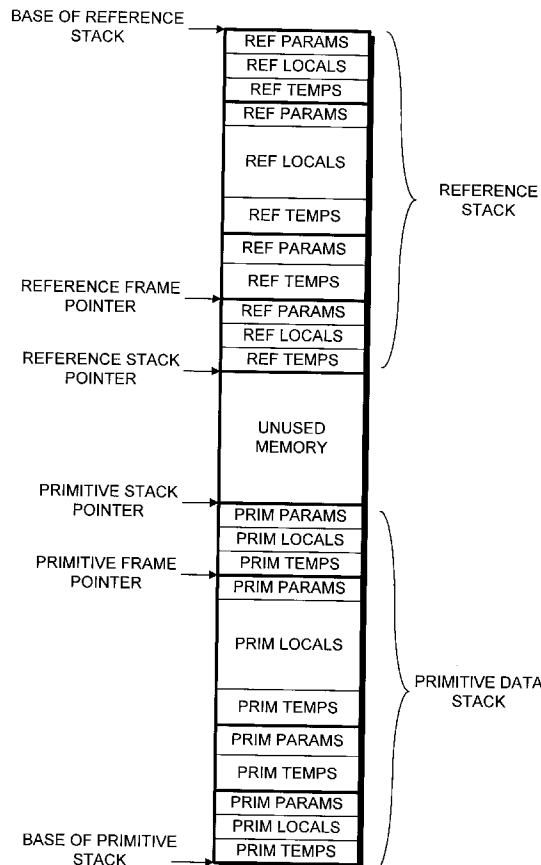 BASE OF REFERENCE
STACK
REF PARAMS
REF LOCALS
REF TEMPS
REF PARAMS
REF LOCALS
REF TEMPS
REFERENCE
STACK
REF PARAMS
REF TEMPS
REFERENCE FRAME
POINTER
REF PARAMS
REF LOCALS
REFERENCE STACK
POINTER
REF TEMPS
UNUSED
MEMORY
PRIMITIVE STACK
POINTER
PRIM PARAMS
PRIM LOCALS
PRIMITIVE FRAME
POINTER
PRIM TEMPS
PRIM PARAMS
PRIM LOCALS
PRIMITIVE DATA
STACK
PRIM TEMPS
PRIM PARAMS
PRIM TEMPS
PRIM PARAMS
PRIM LOCALS
BASE OF PRIMITIVE
STACK
PRIM TEMPS